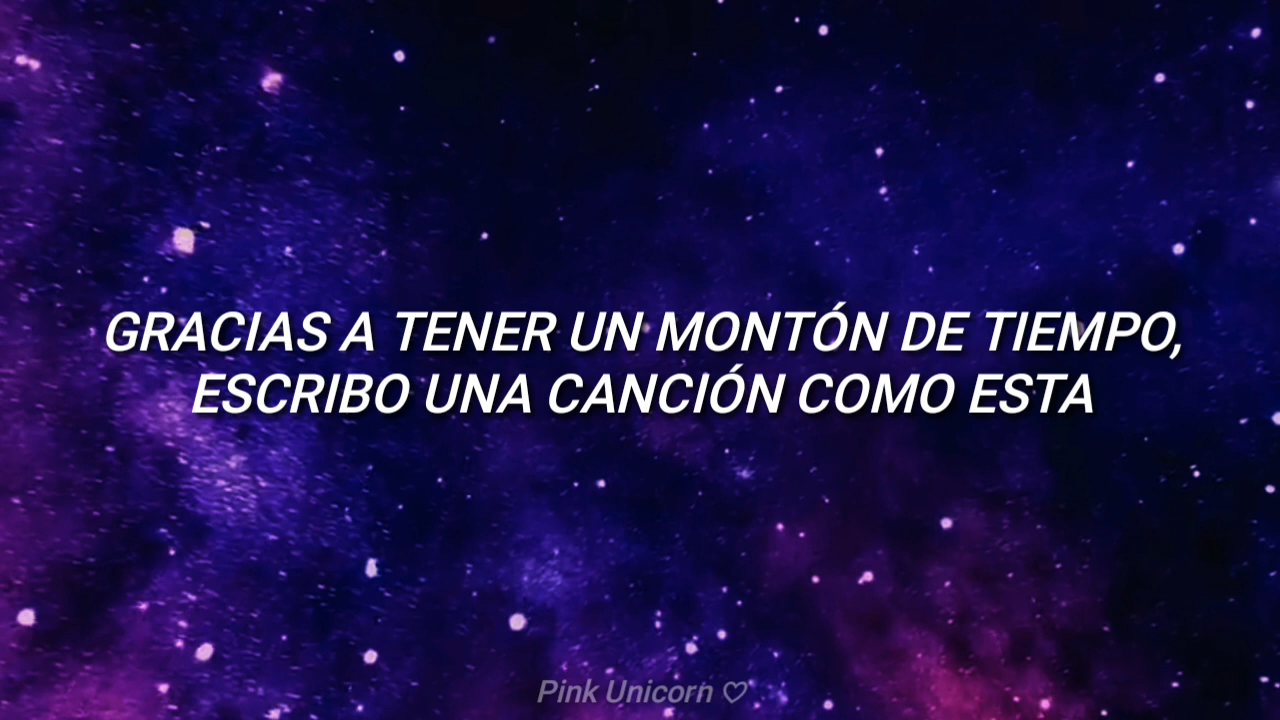 GRACIAS A TENER UN MONTÓN DE TIEMPO,
ESCRIBO UNA CANCIÓN COMO ESTA
Pink Unicorn ♡